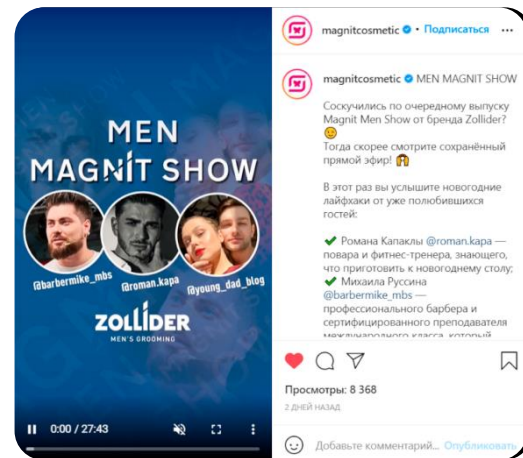 MEN
MAGNIT SHOW
@barbermike_mbs
@roman.kapa
@young_dad_blog
ZOLLIDER
MEN'S GROOMING
0:00 / 27:43
magnitcosmetic • Подписаться
magnitcosmetic MEN MAGNIT SHOW
Соскучились по очередному выпуску
Magnit Men Show от бренда Zollider?
Тогда скорее смотрите сохранённый
прямой эфир!
В этот раз вы услышите новогодние
лайфхаки от уже полюбившихся
гостей:
✔ Романа Капаклы @roman.kapa —
повара и фитнес-тренера, знающего,
что приготовить к новогоднему столу;
✔ Михаила Руссина
@barbermike_mbs —
профессионального барбера и
сертифицированного преподавателя
международного класса, который
Просмотры: 8 368
2 ДНЕЙ НАЗАД
Добавьте комментарий... Опубликовать